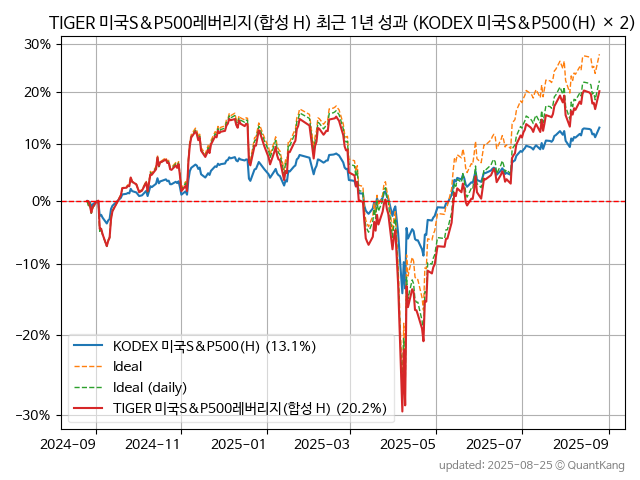 TIGER 미국S&P500레버리지(합성 H) 최근 1년 성과 (KODEX 미국S&P500(H) × 2)
30%
20%
10%
0%
−10%
−20%
−30%
KODEX 미국S&P500(H) (13.1%)
Ideal
Ideal (daily)
TIGER 미국S&P500레버리지(합성 H) (20.2%)
2024-09 2024-11 2025-01 2025-03 2025-05 2025-07 2025-09
updated: 2025-08-25 © QuantKang